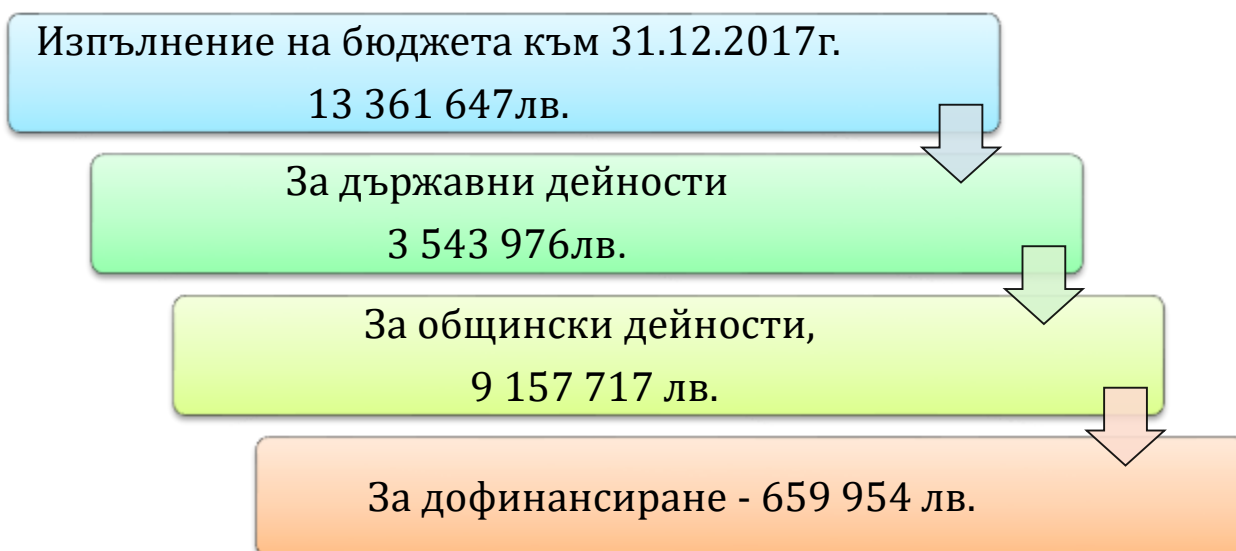 Изпълнение на бюджета към 31.12.2017г.
13 361 647лв.
За държавни дейности
3 543 976лв.
За общински дейности,
9 157 717 лв.
За дофинансиране - 659 954 лв.